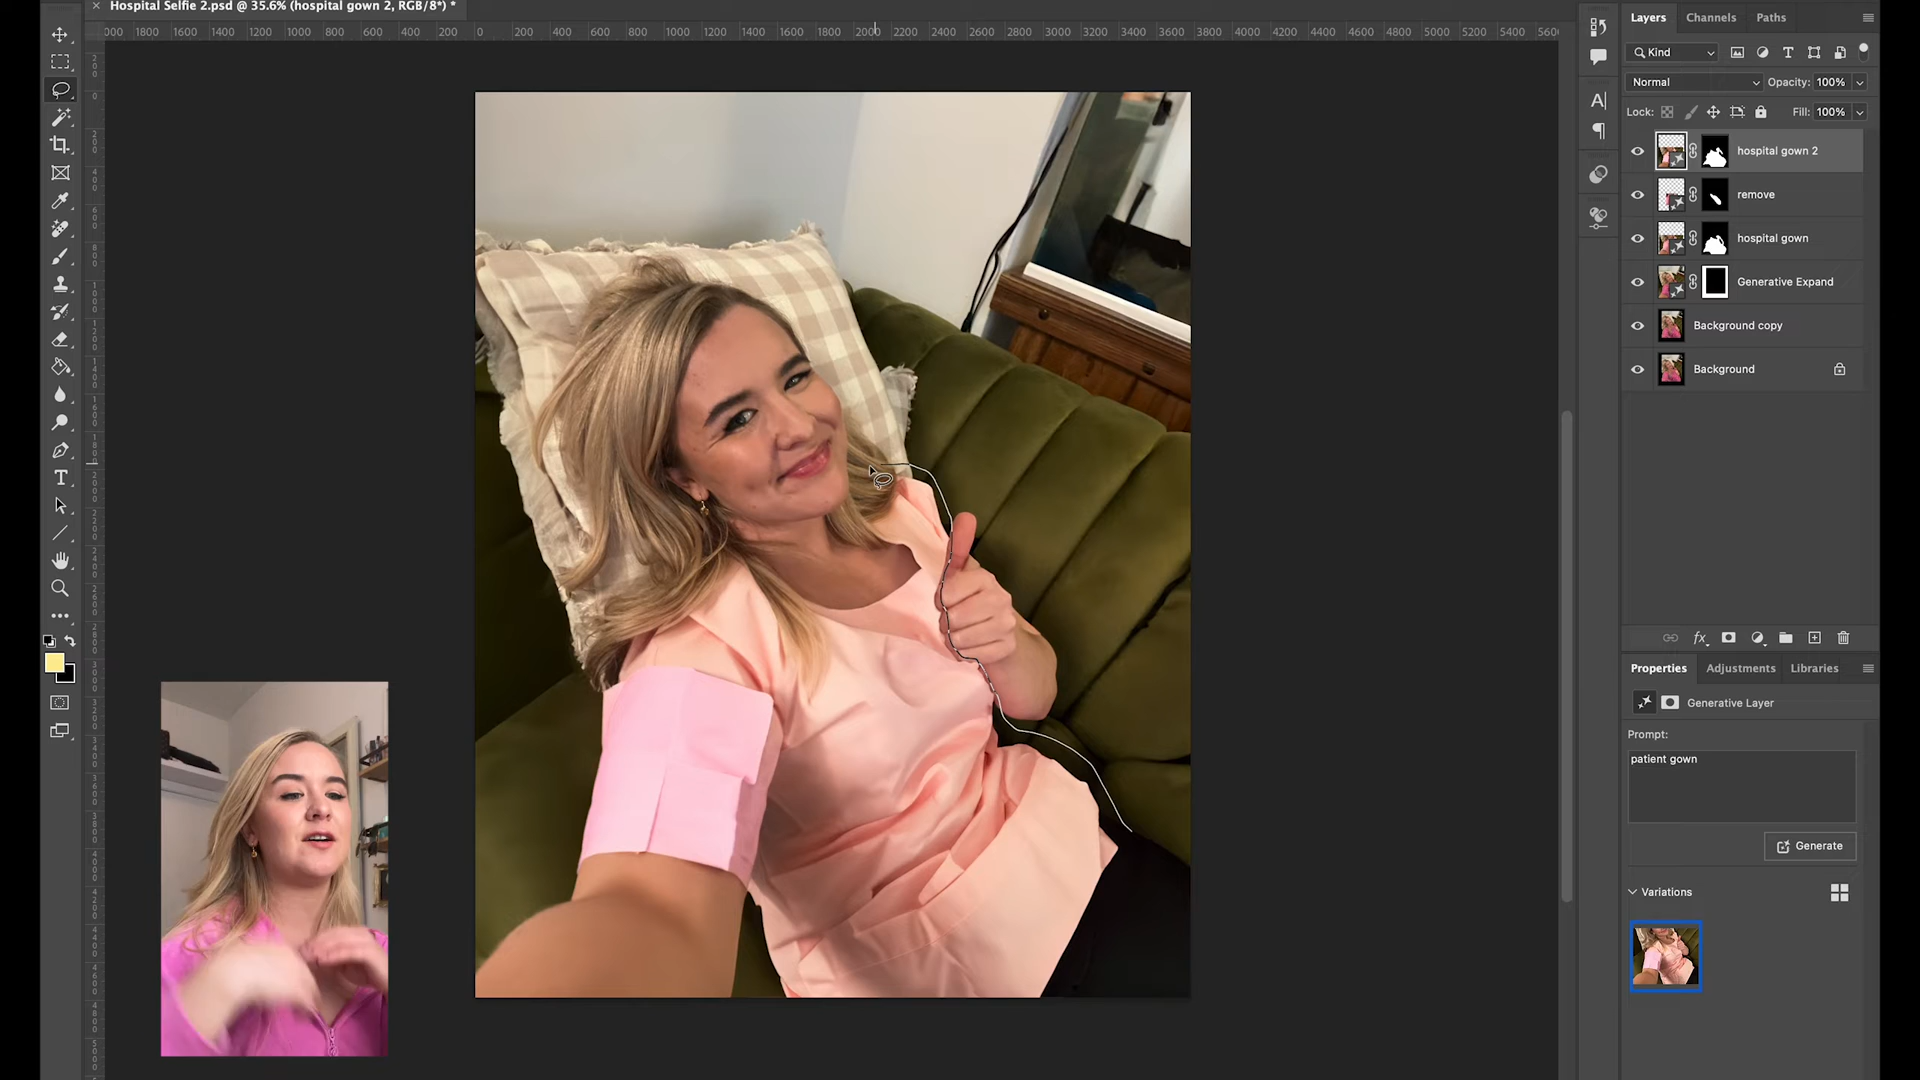 Hospital Selfie 2.psd @ 35.6% (hospital gown 2, RGB/8*) *
000 1800 1600 1400 1200 1000 800 600 400 200 0 200 400 600 800 1000 1200 1400 1600 1800 2000 2200 2400 2600 2800 3000 3200 3400 3600 3800 4000 4200 4400 4600 4800 5000 5200 5400
Layers Channels Paths
Kind
Normal Opacity: 100%
Lock: Fill: 100%
hospital gown 2
remove
hospital gown
Generative Expand
Background copy
Background
Properties Adjustments Libraries
Generative Layer
Prompt:
patient gown
Generate
Variations